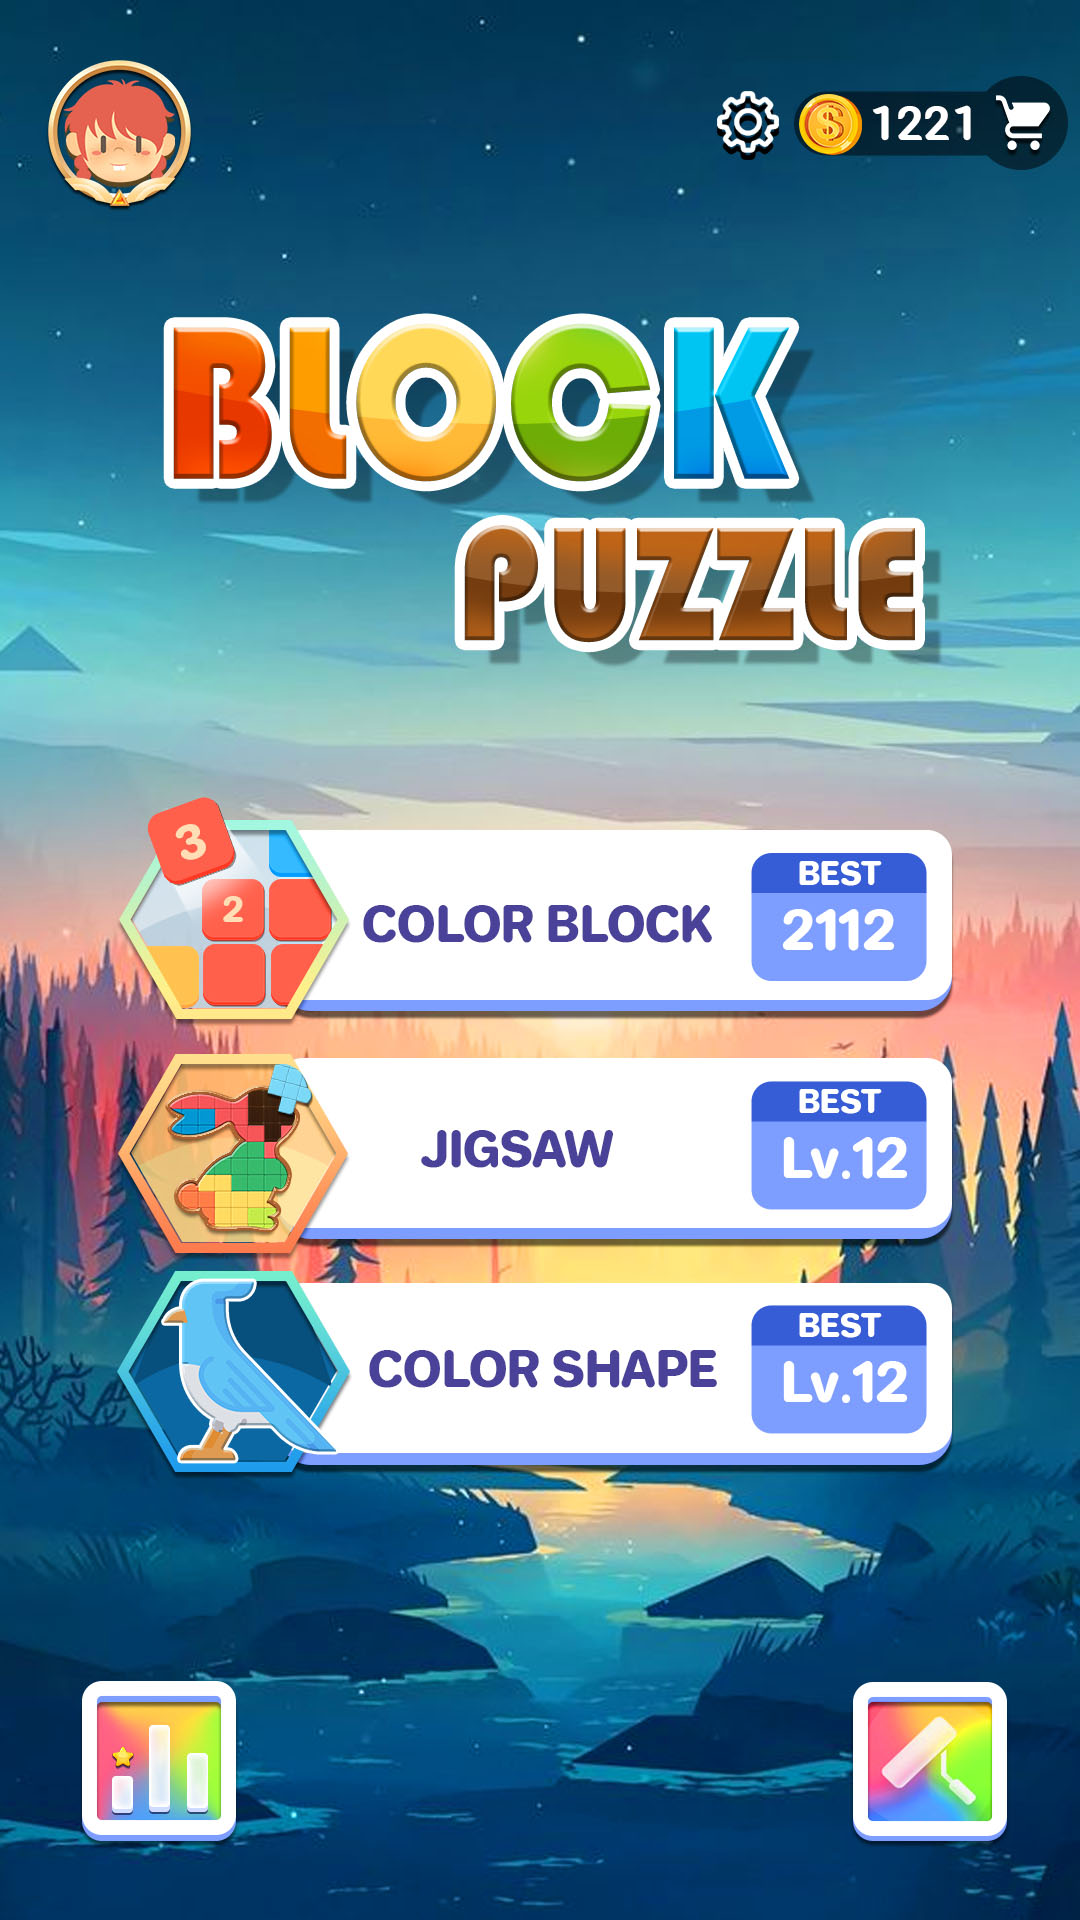 1221
BLOCK
PUZZLE
3
2
COLOR BLOCK
BEST
2112
JIGSAW
BEST
Lv.12
COLOR SHAPE
BEST
Lv.12